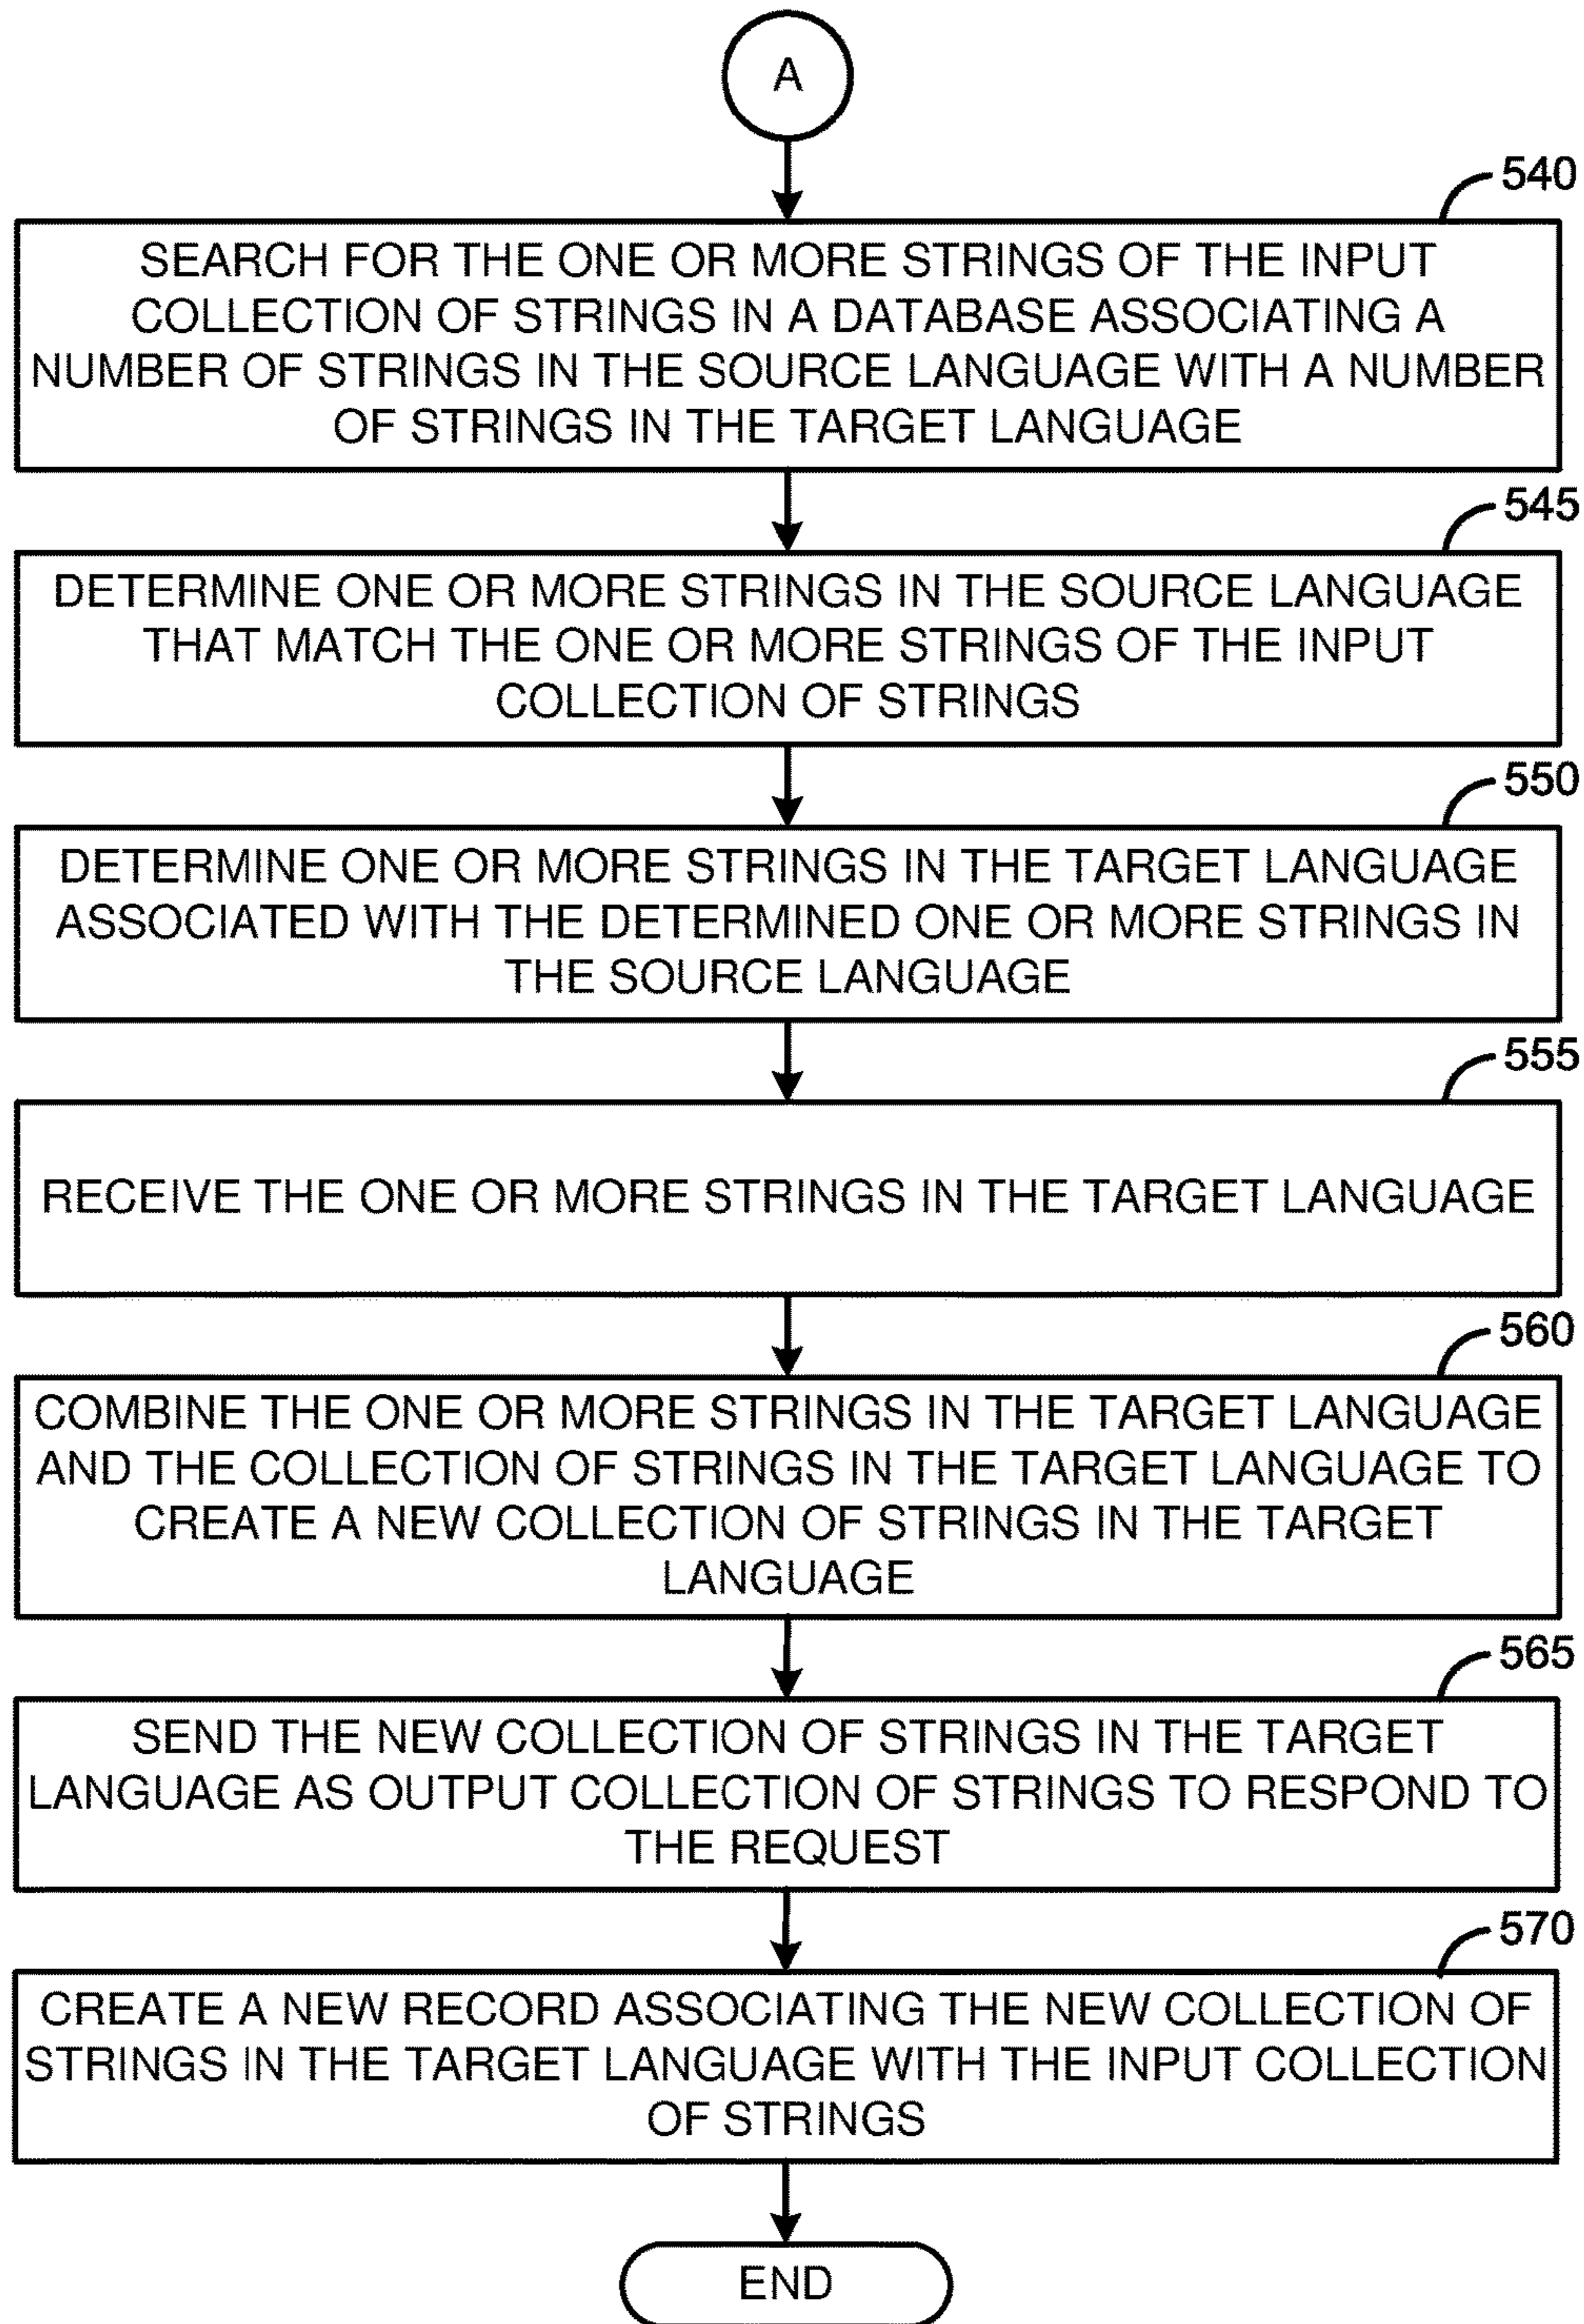 A
540
SEARCH FOR THE ONE OR MORE STRINGS OF THE INPUT
COLLECTION OF STRINGS IN A DATABASE ASSOCIATING A
NUMBER OF STRINGS IN THE SOURCE LANGUAGE WITH A NUMBER
OF STRINGS IN THE TARGET LANGUAGE
545
DETERMINE ONE OR MORE STRINGS IN THE SOURCE LANGUAGE
THAT MATCH THE ONE OR MORE STRINGS OF THE INPUT
COLLECTION OF STRINGS
550
DETERMINE ONE OR MORE STRINGS IN THE TARGET LANGUAGE
ASSOCIATED WITH THE DETERMINED ONE OR MORE STRINGS IN
THE SOURCE LANGUAGE
555
RECEIVE THE ONE OR MORE STRINGS IN THE TARGET LANGUAGE
560
COMBINE THE ONE OR MORE STRINGS IN THE TARGET LANGUAGE
AND THE COLLECTION OF STRINGS IN THE TARGET LANGUAGE TO
CREATE A NEW COLLECTION OF STRINGS IN THE TARGET
LANGUAGE
565
SEND THE NEW COLLECTION OF STRINGS IN THE TARGET
LANGUAGE AS OUTPUT COLLECTION OF STRINGS TO RESPOND TO
THE REQUEST
570
CREATE A NEW RECORD ASSOCIATING THE NEW COLLECTION OF
STRINGS IN THE TARGET LANGUAGE WITH THE INPUT COLLECTION
OF STRINGS
END